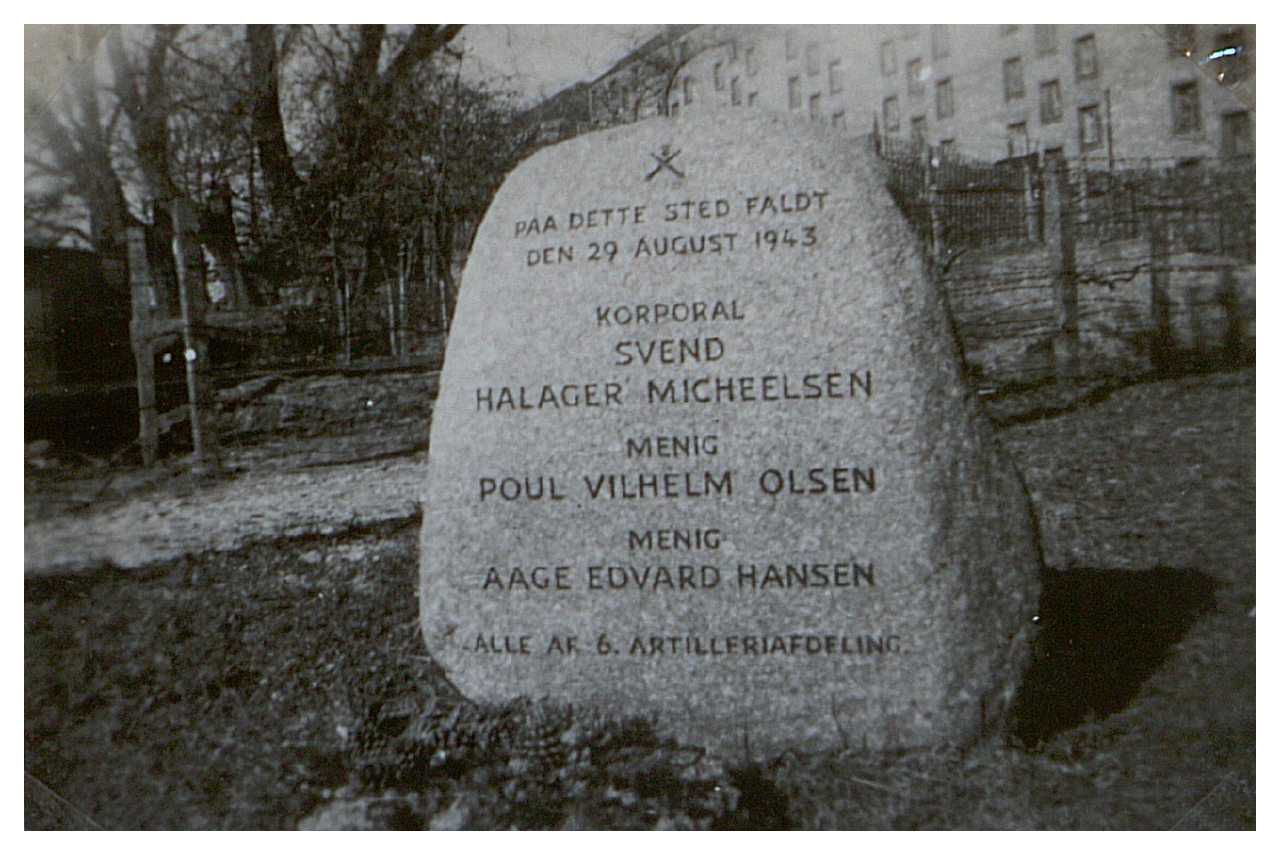 PAA DETTE STED FALDT
DEN 29 AUGUST 1943
KORPORAL
SVEND
HALAGER MICHEELSEN
MENIG
POUL VILHELM OLSEN
MENIG
AAGE EDVARD HANSEN
ALLE AF 6. ARTILLERIAFDELING.